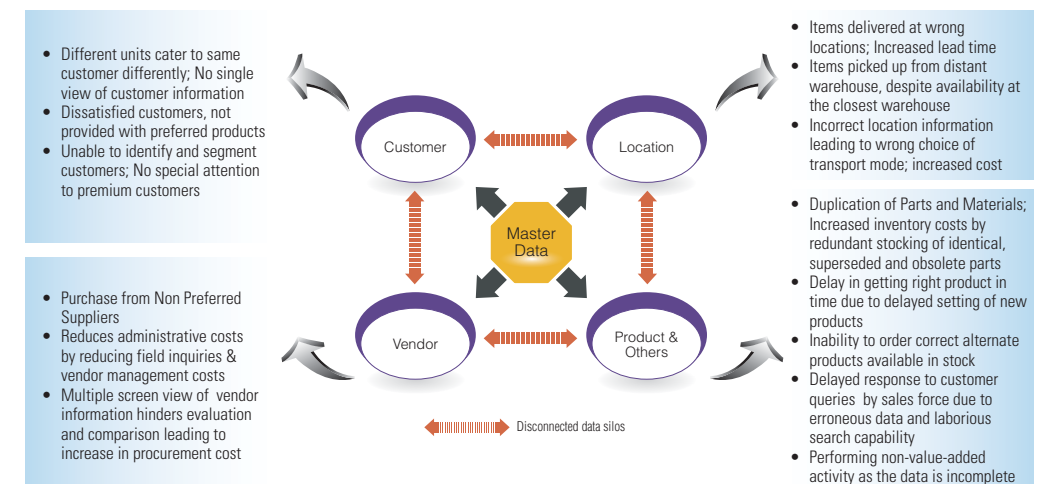 • Different units cater to same
customer differently; No single
view of customer information
• Dissatisfied customers, not
provided with preferred products
• Unable to identify and segment
customers; No special attention
to premium customers
• Purchase from Non Preferred
Suppliers
• Reduces administrative costs
by reducing field inquiries &
vendor management costs
• Multiple screen view of vendor
information hinders evaluation
and comparison leading to
increase in procurement cost
Customer
Location
Master
Data
Vendor
Product &
Others
Disconnected data silos
• Items delivered at wrong
locations; Increased lead time
• Items picked up from distant
warehouse, despite availability at
the closest warehouse
• Incorrect location information
leading to wrong choice of
transport mode; increased cost
• Duplication of Parts and Materials;
Increased inventory costs by
redundant stocking of identical,
superseded and obsolete parts
• Delay in getting right product in
time due to delayed setting of new
products
• Inability to order correct alternate
products available in stock
• Delayed response to customer
queries by sales force due to
erroneous data and laborious
search capability
• Performing non-value-added
activity as the data is incomplete